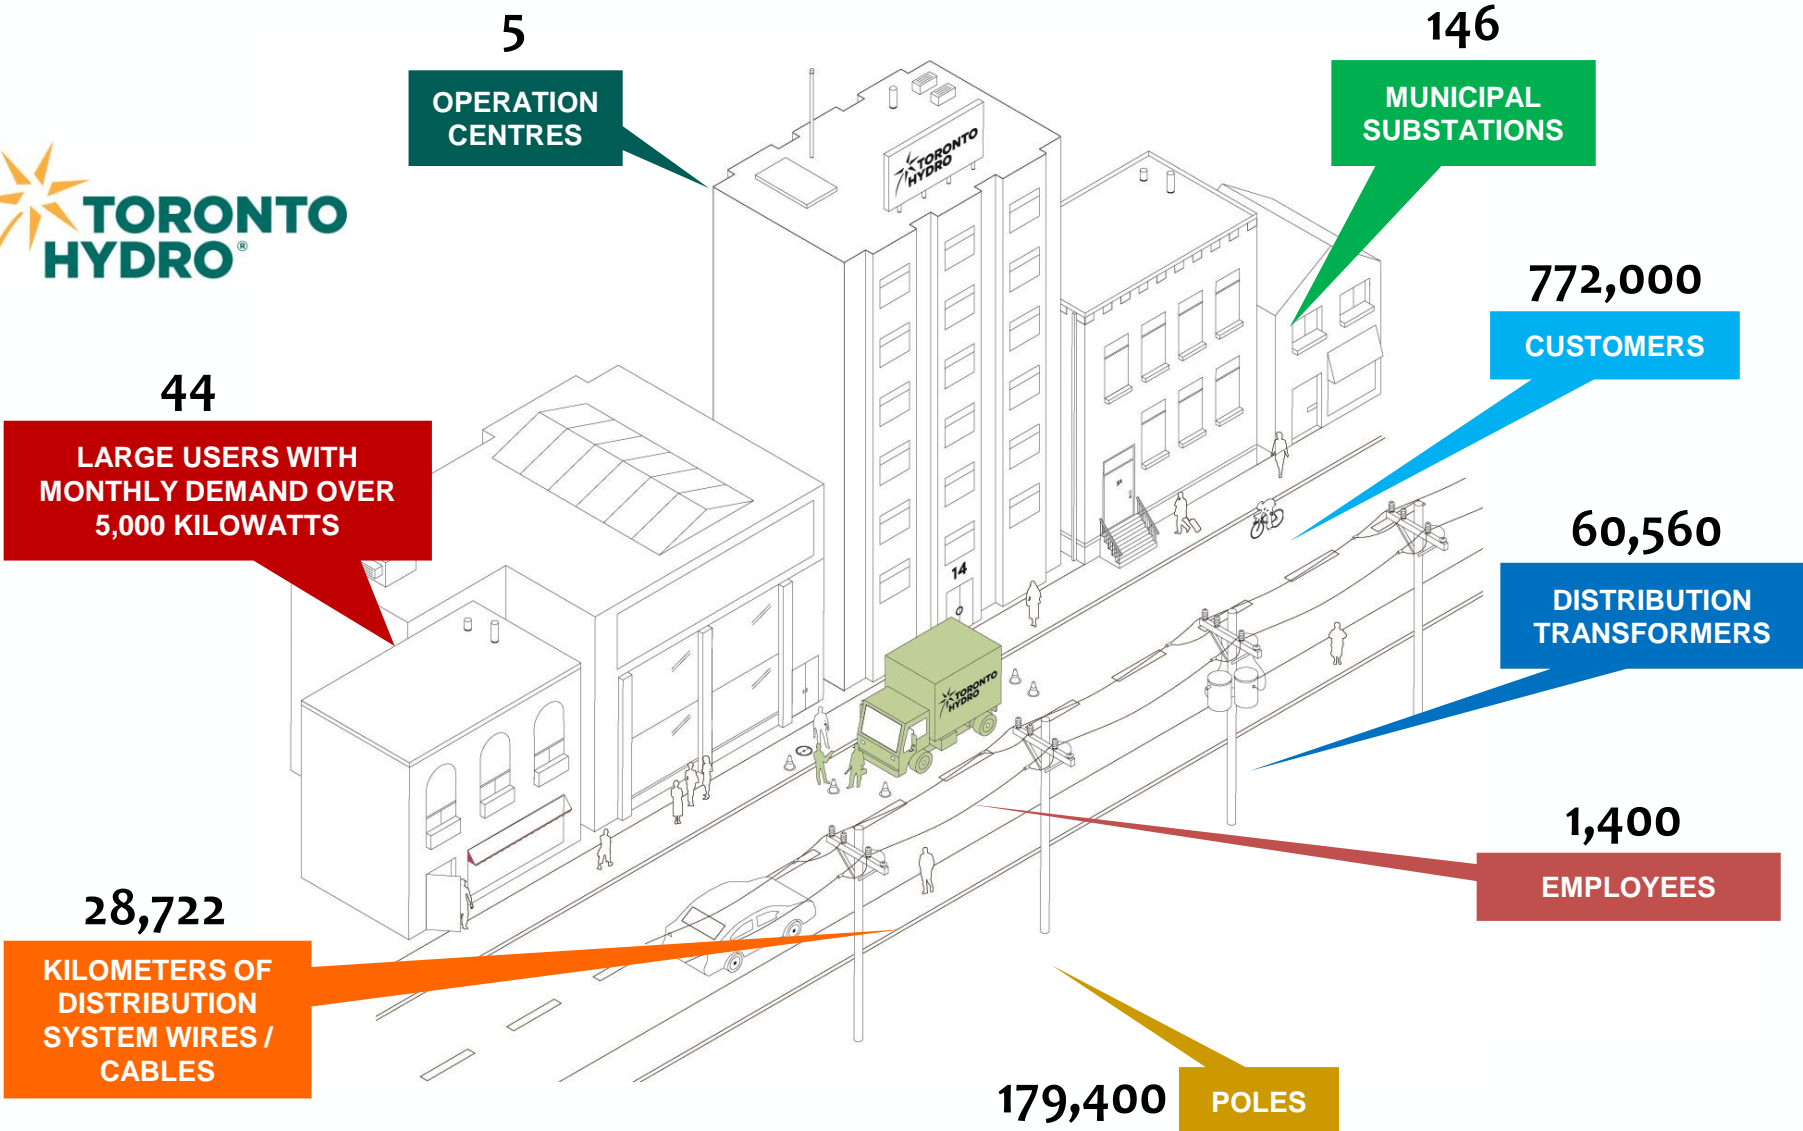 5
OPERATION
CENTRES
146
MUNICIPAL
SUBSTATIONS
TORONTO
HYDRO®
TORONTO
HYDRO
772,000
CUSTOMERS
44
LARGE USERS WITH
MONTHLY DEMAND OVER
5,000 KILOWATTS
60,560
DISTRIBUTION
TRANSFORMERS
14
TORONTO
HYDRO
1,400
EMPLOYEES
28,722
KILOMETERS OF
DISTRIBUTION
SYSTEM WIRES /
CABLES
179,400
POLES